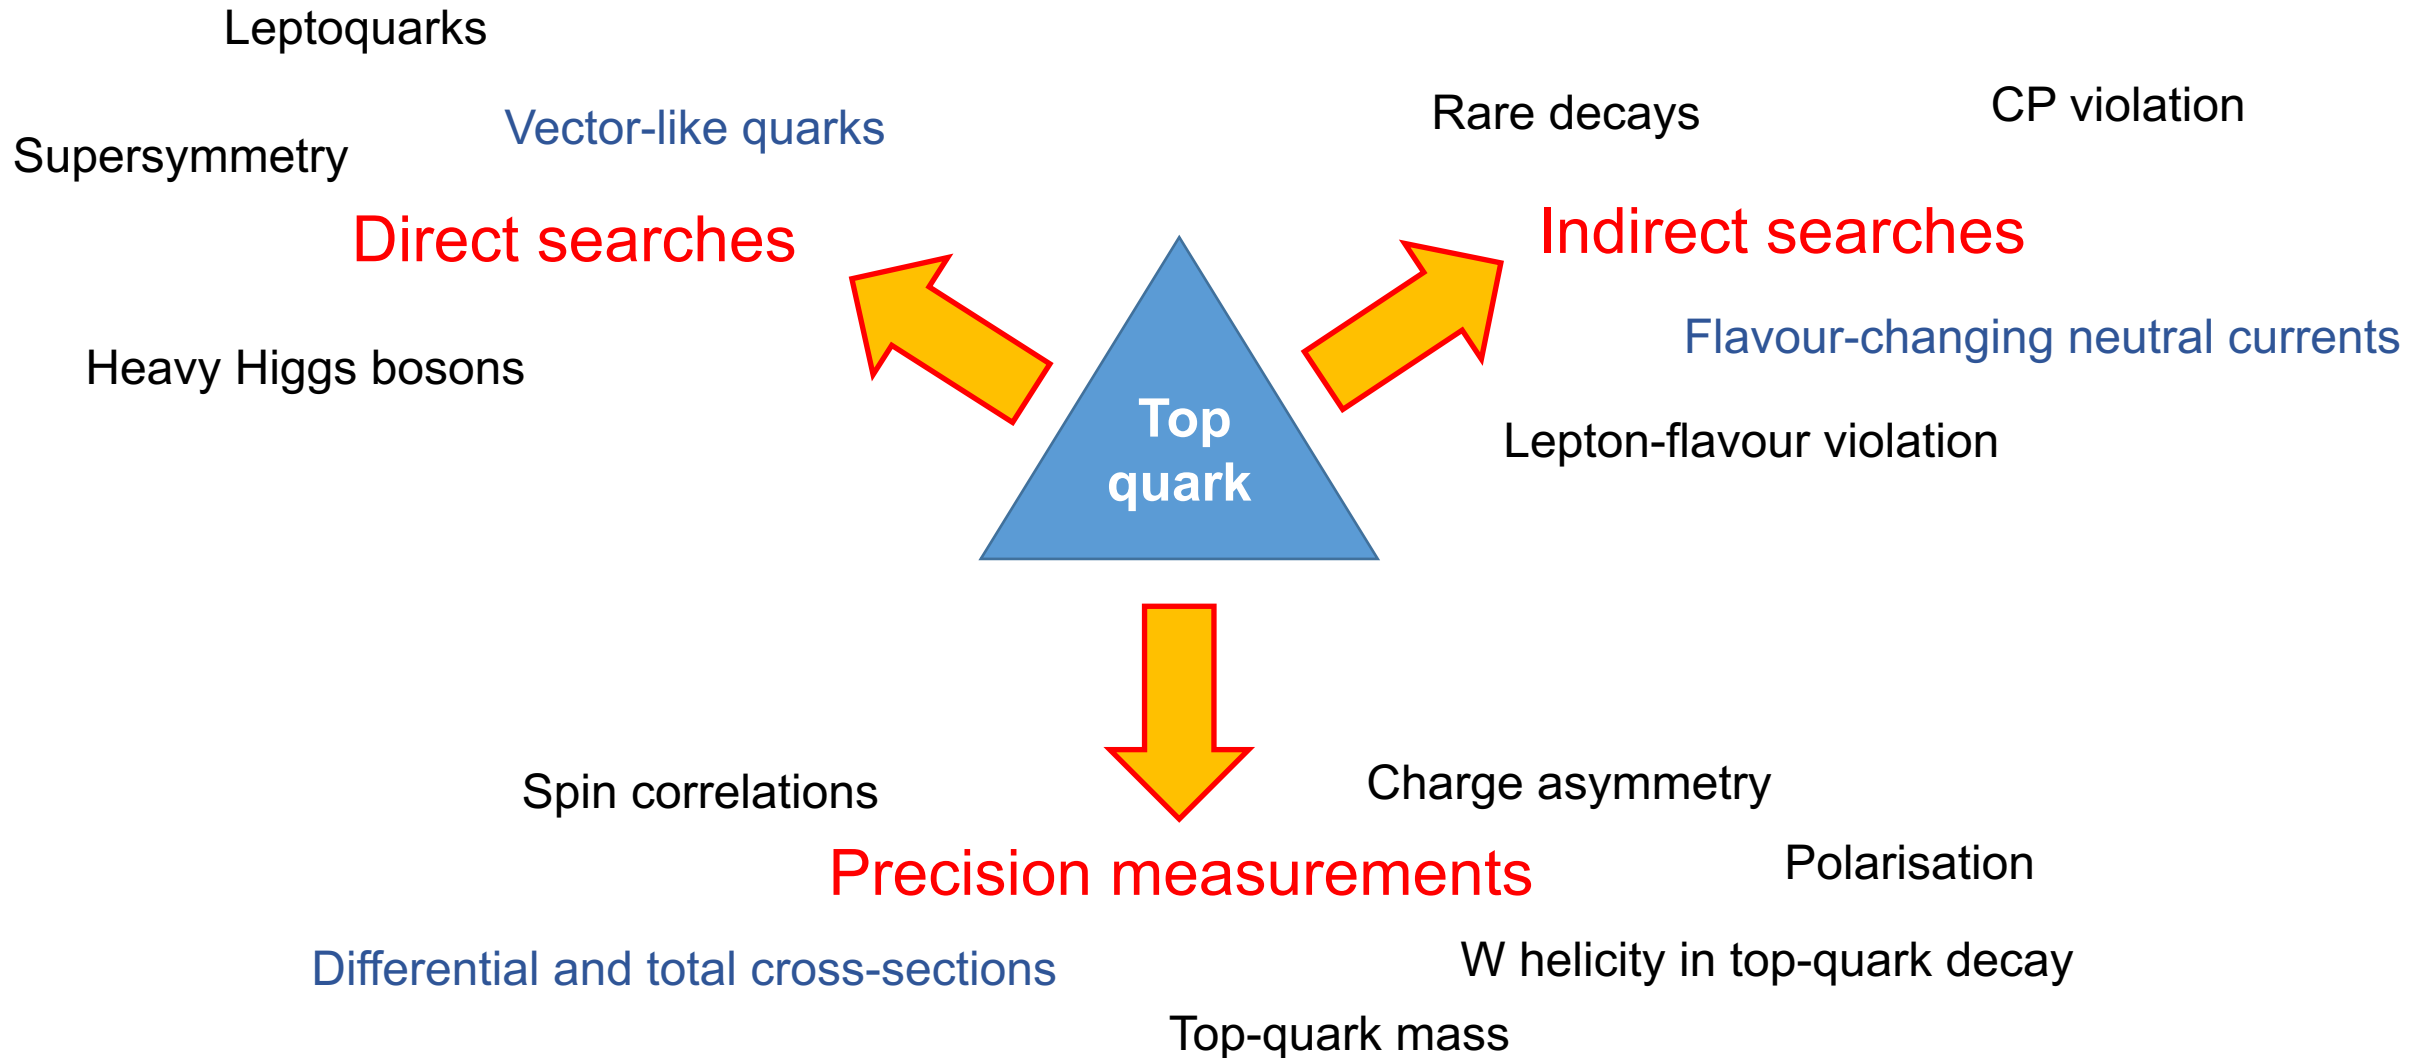 Leptoquarks
Vector-like quarks
Supersymmetry
Direct searches
Heavy Higgs bosons
Rare decays
CP violation
Indirect searches
Flavour-changing neutral currents
Lepton-flavour violation
Top
quark
Spin correlations
Charge asymmetry
Precision measurements
Polarisation
Differential and total cross-sections
W helicity in top-quark decay
Top-quark mass